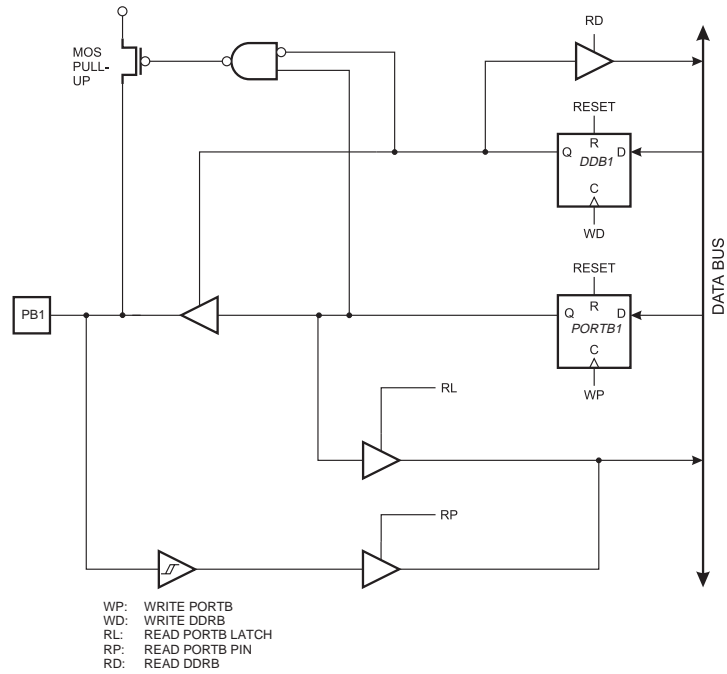 RD
MOS
PULL-
UP
RESET
R
Q
D
DDB1
C
WD
RESET
R
Q
D
PORTB1
C
WP
PB1
DATA BUS
RL
RP
WP: WRITE PORTB
WD: WRITE DDRB
RL: READ PORTB LATCH
RP: READ PORTB PIN
RD: READ DDRB